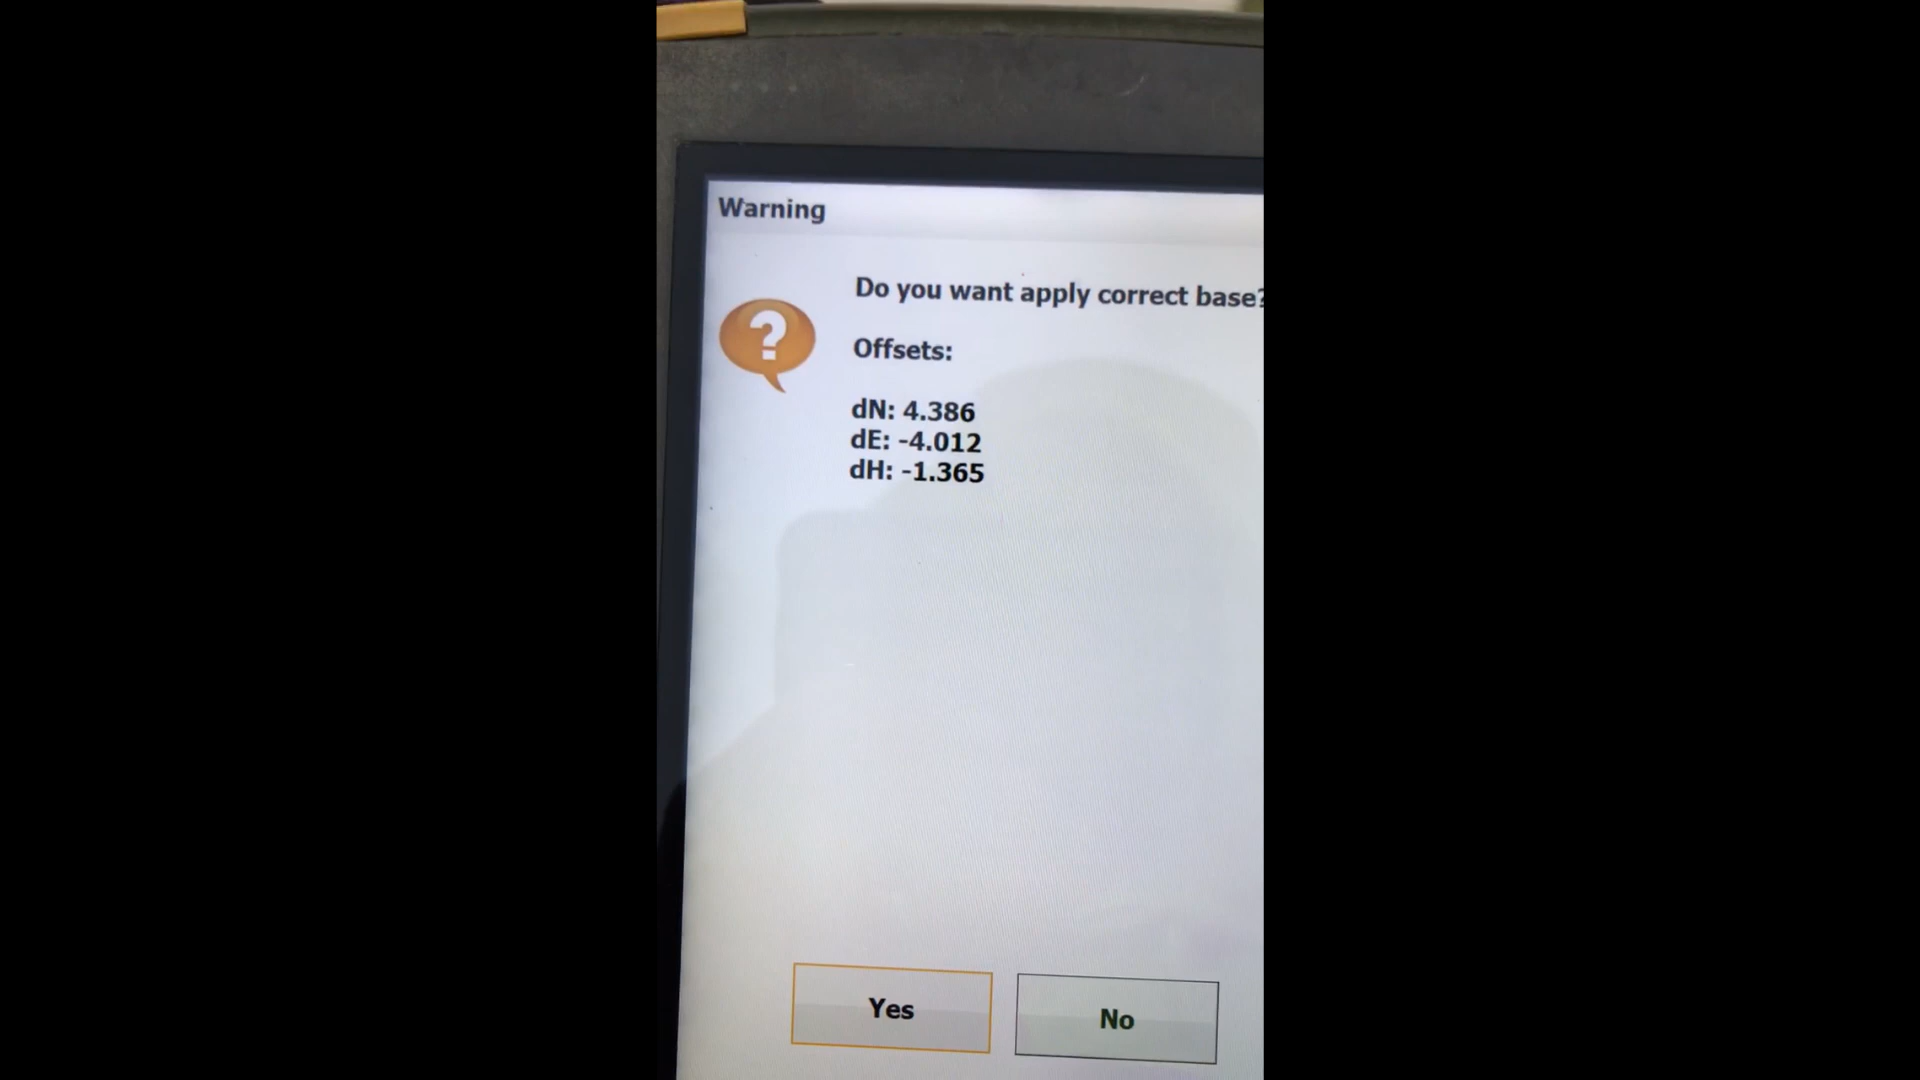 Warning
Do you want apply correct base?
Offsets:
dN: 4.386
dE: -4.012
dH: -1.365
Yes
No